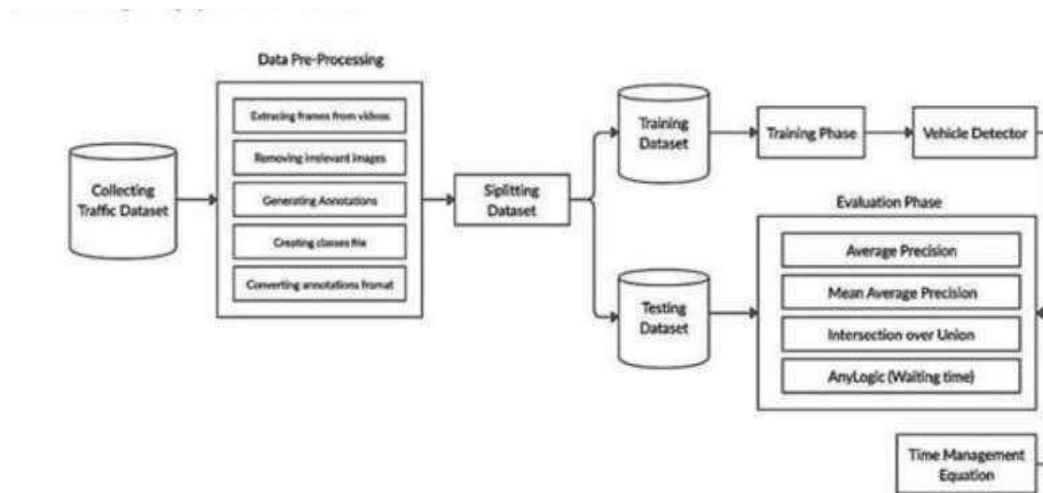 Data Pre-Processing
Extracing frames from videos
Removing irrelevant images
Generating Annotations
Creating classes file
Converting annotations fromat
Collecting
Traffic Dataset
Siplitting
Dataset
Training
Dataset
Training Phase
Vehicle Detector
Testing
Dataset
Evaluation Phase
Average Precision
Mean Average Precision
Intersection over Union
AnyLogic (Waiting time)
Time Management
Equation